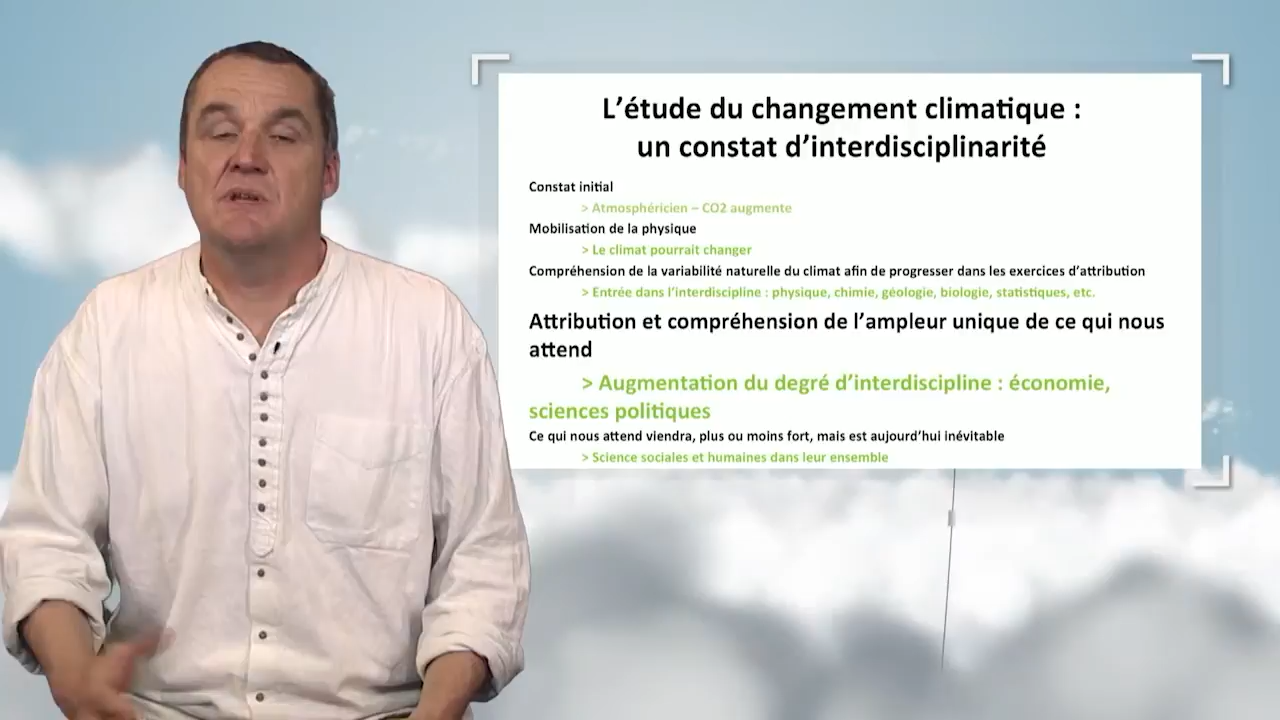 L'étude du changement climatique :
un constat d'interdisciplinarité
Constat initial
> Atmosphéricien – CO2 augmente
Mobilisation de la physique
> Le climat pourrait changer
Compréhension de la variabilité naturelle du climat afin de progresser dans les exercices d'attribution
> Entrée dans l'interdiscipline : physique, chimie, géologie, biologie, statistiques, etc.
Attribution et compréhension de l'ampleur unique de ce qui nous
attend
> Augmentation du degré d'interdiscipline : économie,
sciences politiques
Ce qui nous attend viendra, plus ou moins fort, mais est aujourd'hui inévitable
> Science sociales et humaines dans leur ensemble